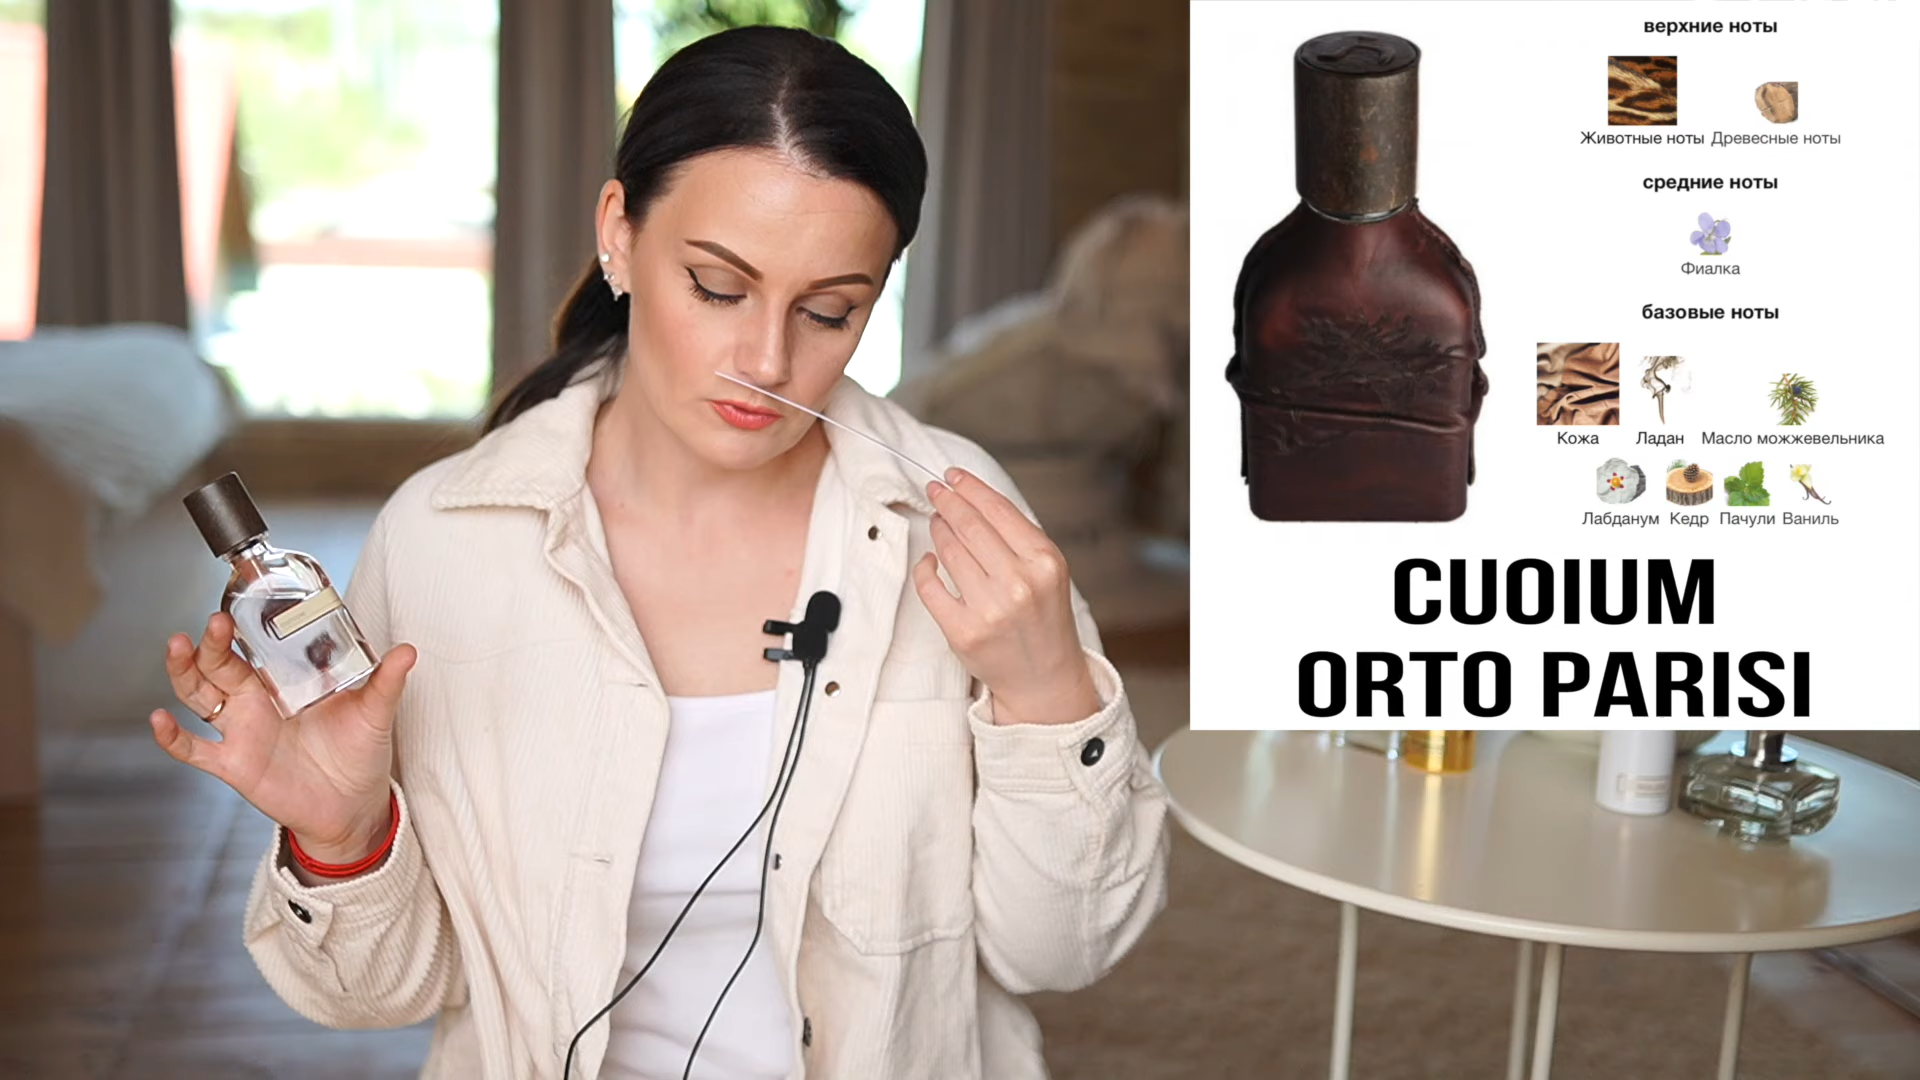 верхние ноты
Животные ноты Древесные ноты
средние ноты
Фиалка
базовые ноты
Кожа Ладан Масло можжевельника
Лабданум Кедр Пачули Ваниль
CUOIUM
ORTO PARISI